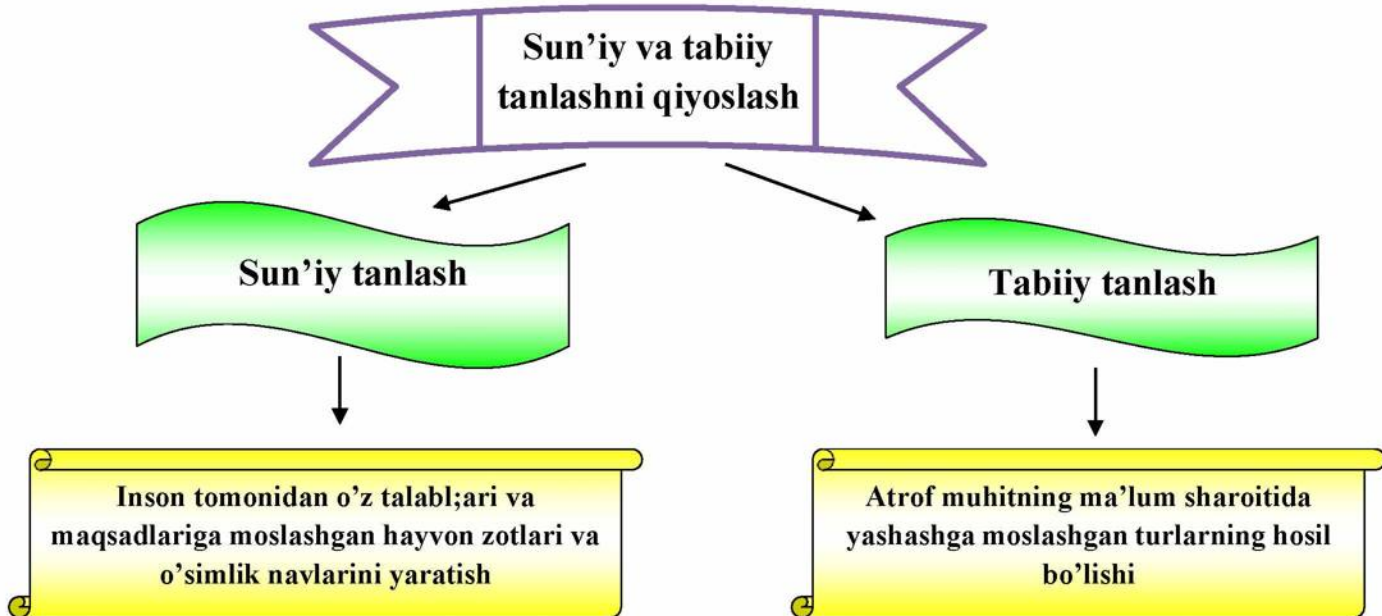 Sun’iy va tabiiy
tanlashni qiyoslash
Sun’iy tanlash
Tabiiy tanlash
Inson tomonidan o’z talabl;ari va
maqsadlariga moslashgan hayvon zotlari va
o’simlik navlarini yaratish
Atrof muhitning ma’lum sharoitida
yashashga moslashgan turlarning hosil
bo’lishi